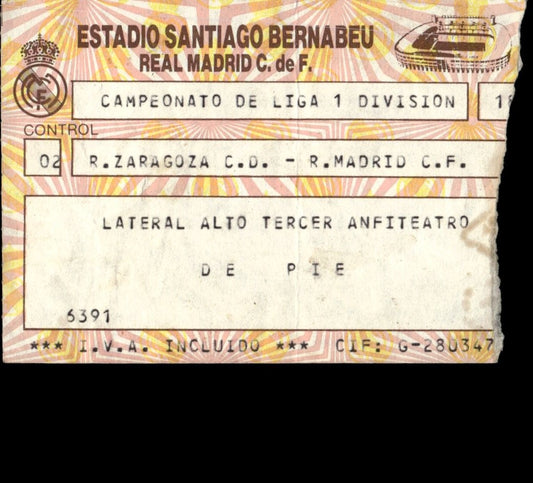 ESTADIO SANTIAGO BERNABEU
REAL MADRID C. de F.
CAMPEONATO DE LIGA 1 DIVISION
CONTROL
02 R.ZARAGOZA C.D. - R.MADRID C.F.
LATERAL ALTO TERCER ANFITEATRO
DE PIE
6391
*** I.V.A. INCLUIDO *** CIF: G-280347